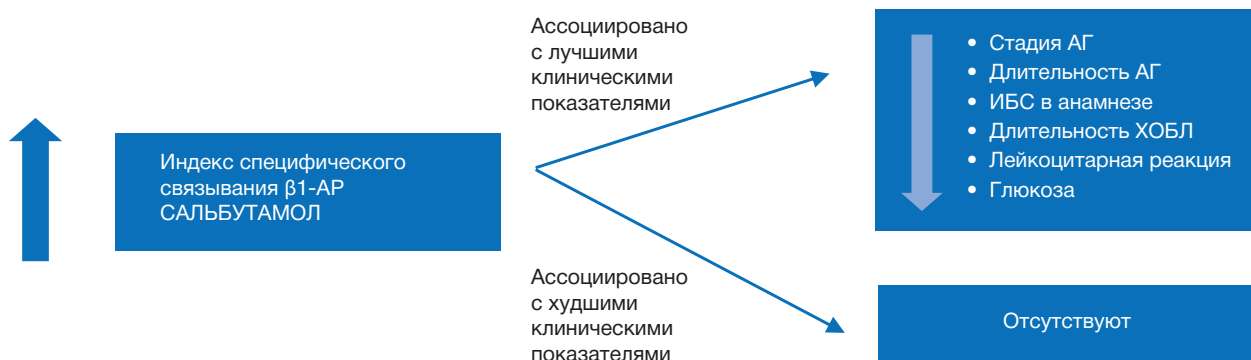 Ассоциировано
с лучшими
клиническими
показателями
• Стадия АГ
• Длительность АГ
• ИБС в анамнезе
• Длительность ХОБЛ
• Лейкоцитарная реакция
• Глюкоза
Индекс специфического
связывания β1-АР
САЛЬБУТАМОЛ
Ассоциировано
с худшими
клиническими
показателями
Отсутствуют